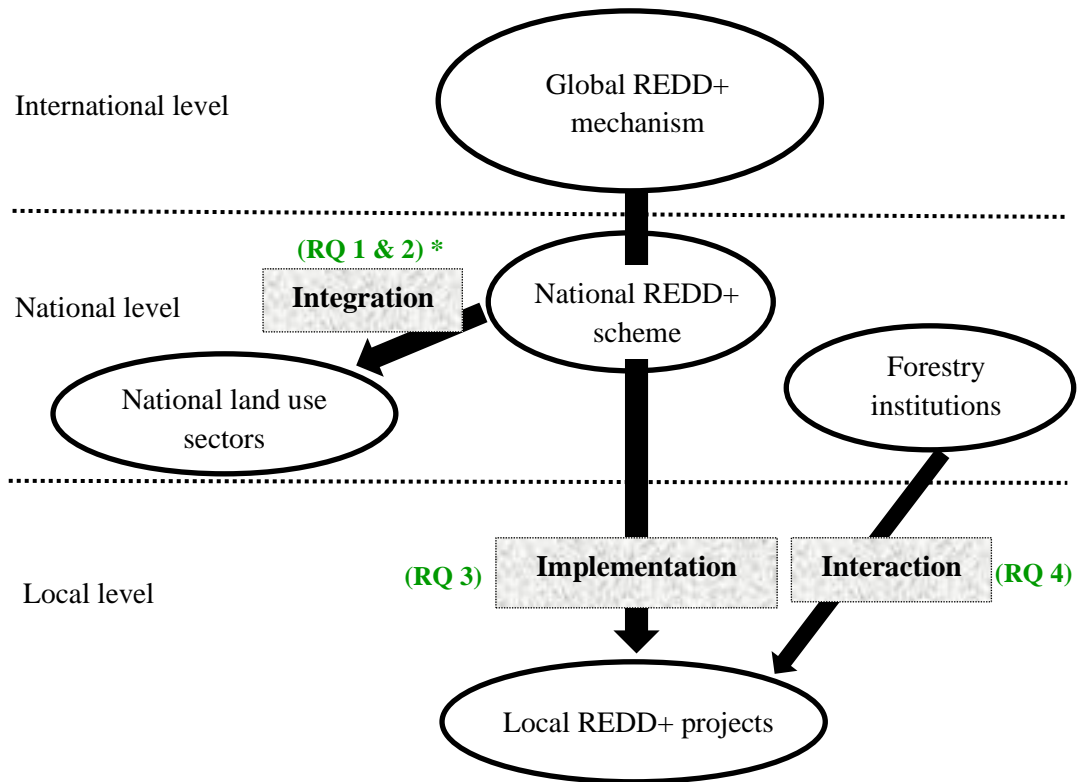 Global REDD+
mechanism
International level
(RQ 1 & 2) *
Integration
National REDD+
scheme
National level
Forestry
institutions
National land use
sectors
Implementation
Interaction
(RQ 3)
(RQ 4)
Local level
Local REDD+ projects